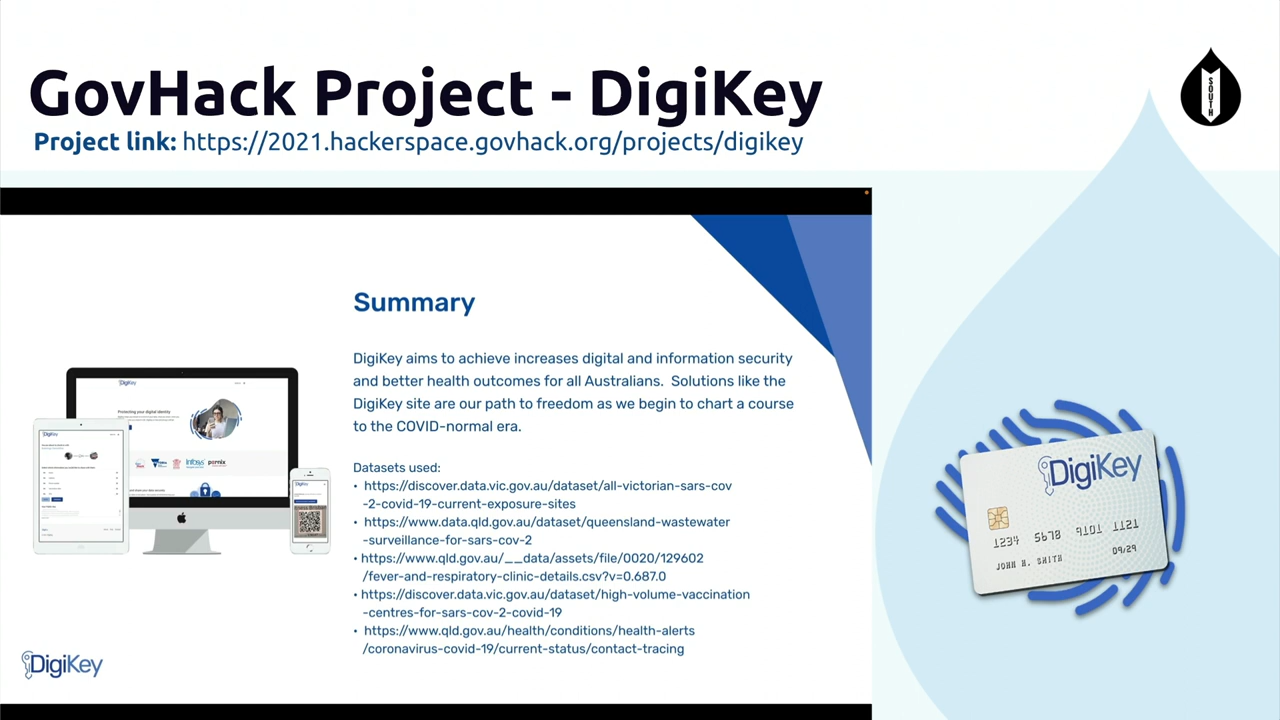 GovHack Project - DigiKey
Project link: https://2021.hackerspace.govhack.org/projects/digikey
SOUTH
Summary
DigiKey aims to achieve increases digital and information security
and better health outcomes for all Australians. Solutions like the
DigiKey site are our path to freedom as we begin to chart a course
to the COVID-normal era.
Datasets used:
• https://discover.data.vic.gov.au/dataset/all-victorian-sars-cov
-2-covid-19-current-exposure-sites
• https://www.data.qld.gov.au/dataset/queensland-wastewater
-surveillance-for-sars-cov-2
• https://www.qld.gov.au/__data/assets/file/0020/129602
/fever-and-respiratory-clinic-details.csv?v=0.687.0
• https://discover.data.vic.gov.au/dataset/high-volume-vaccination
-centres-for-sars-cov-2-covid-19
• https://www.qld.gov.au/health/conditions/health-alerts
/coronavirus-covid-19/current-status/contact-tracing
DigiKey
Protecting your digital identity
DigiKey
DigiKey
DigiKey
1234 5678 9101 1121
09/29
JOHN H. SMITH